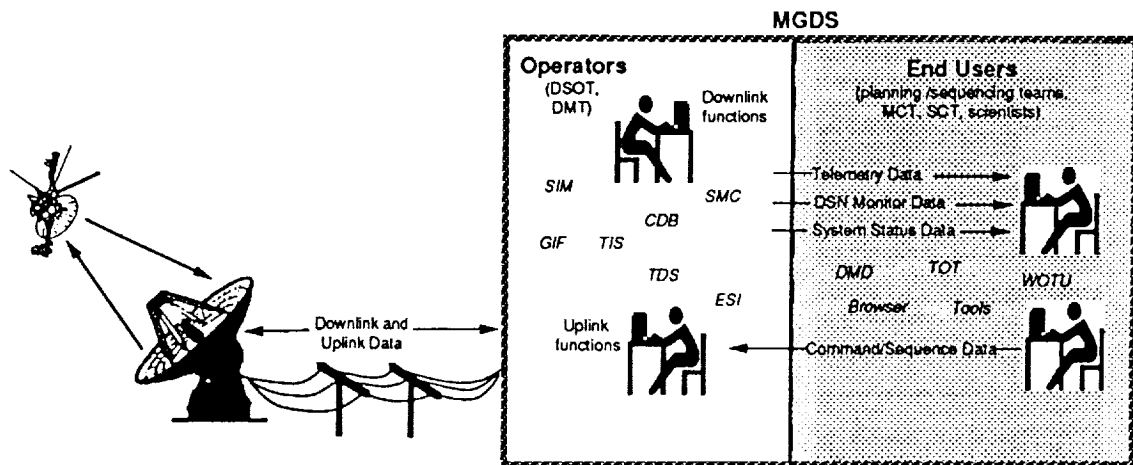 MGDS
Operators
(DSOT,
DMT)
Downlink
functions
SIM
SMC
CDB
GIF
TIS
TDS
ESI
Uplink
functions
End Users
(planning /sequencing teams,
MCT, SCT, scientists)
Telemetry Data
DSN Monitor Data
System Status Data
DMD
TOT
WOTU
Browser
Tools
Command/Sequence Data
Downlink and
Uplink Data